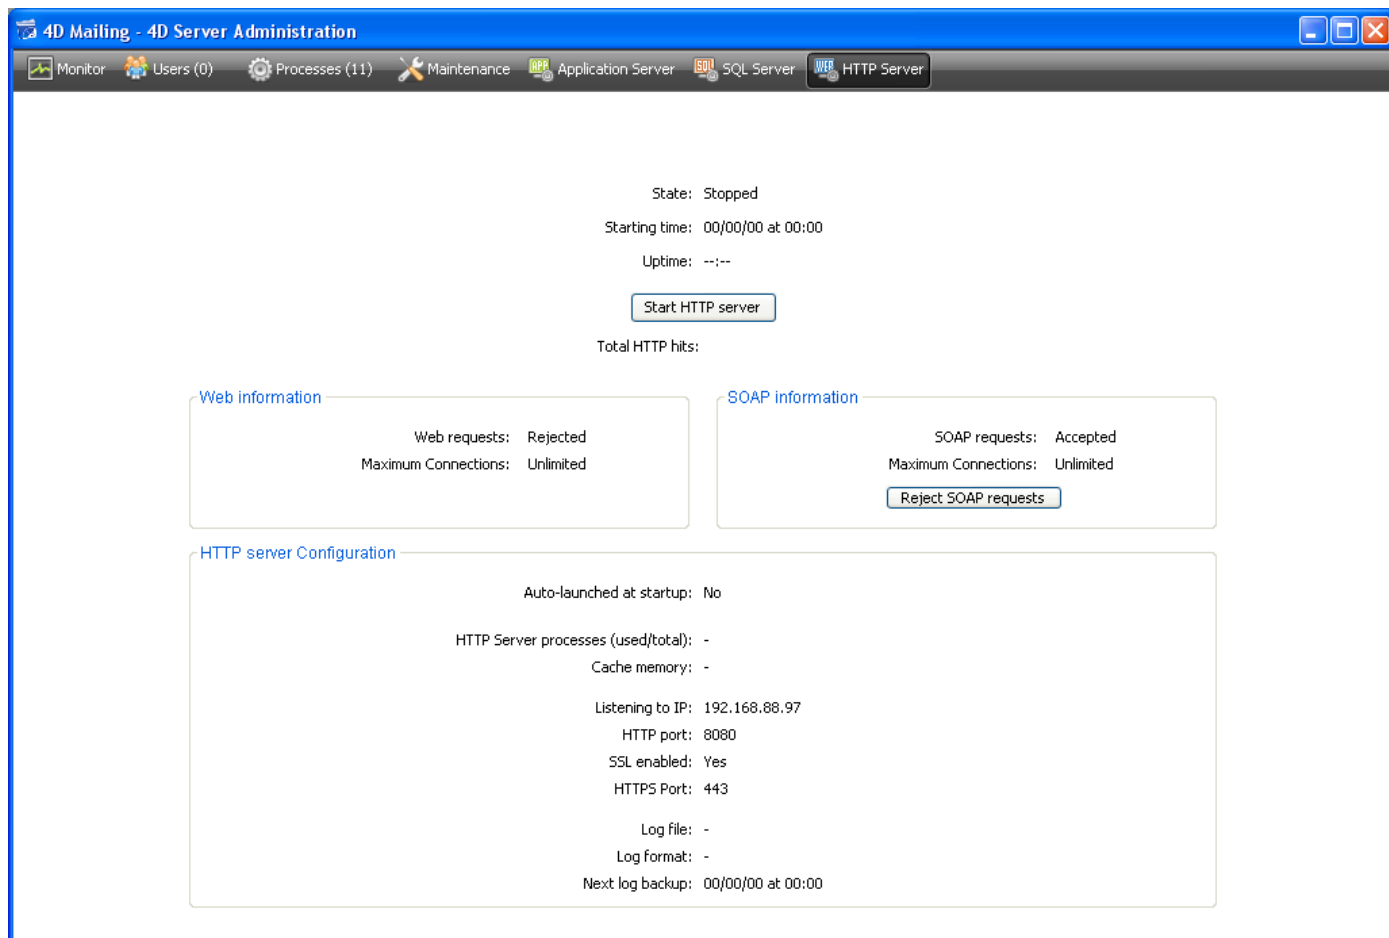 4D Mailing - 4D Server Administration
Monitor Users (0) Processes (11) Maintenance APP Application Server SQL SQL Server WEB HTTP Server
State: Stopped
Starting time: 00/00/00 at 00:00
Uptime: --:--
Start HTTP server
Total HTTP hits:
Web information
Web requests: Rejected
Maximum Connections: Unlimited
SOAP information
SOAP requests: Accepted
Maximum Connections: Unlimited
Reject SOAP requests
HTTP server Configuration
Auto-launched at startup: No
HTTP Server processes (used/total): -
Cache memory: -
Listening to IP: 192.168.88.97
HTTP port: 8080
SSL enabled: Yes
HTTPS Port: 443
Log file: -
Log format: -
Next log backup: 00/00/00 at 00:00